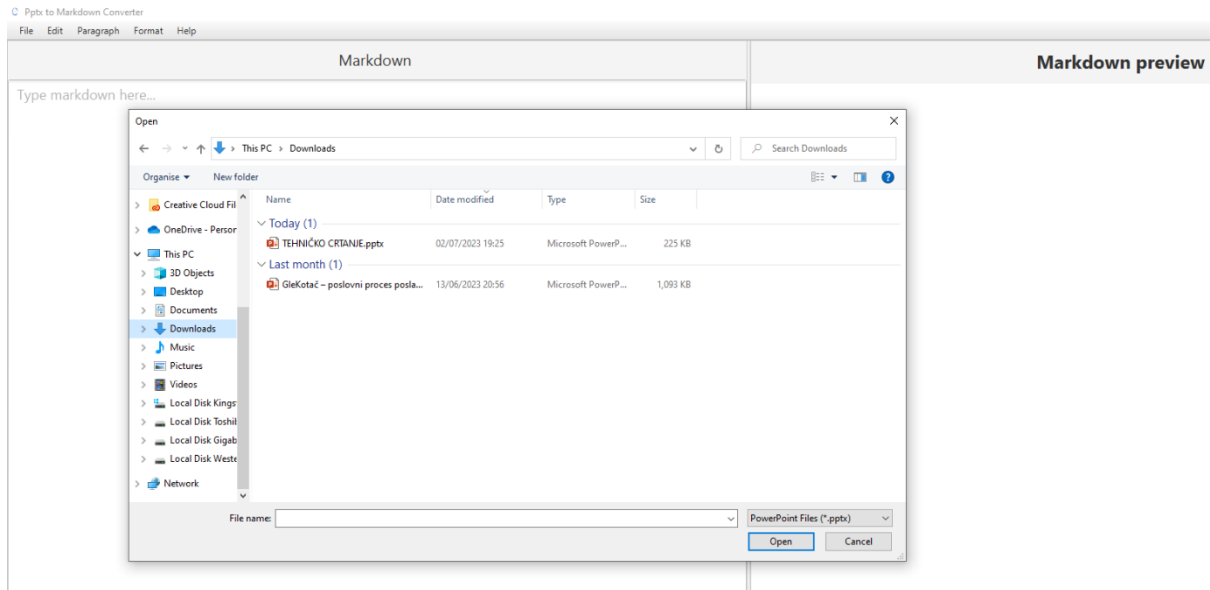 Pptx to Markdown Converter
File Edit Paragraph Format Help
Markdown
Markdown preview
Type markdown here...
Open
This PC > Downloads
Search Downloads
Organise New folder
Name Date modified Type Size
Creative Cloud Fil
OneDrive - Person
This PC
3D Objects
Desktop
Documents
Downloads
Music
Pictures
Videos
Local Disk Kings
Local Disk Toshil
Local Disk Gigab
Local Disk Weste
Network
Today (1)
TEHNIČKO CRTANJE.pptx 02/07/2023 19:25 Microsoft PowerP... 225 KB
Last month (1)
GleKotač – poslovni proces posla... 13/06/2023 20:56 Microsoft PowerP... 1,093 KB
File name:
PowerPoint Files (*.pptx)
Open Cancel